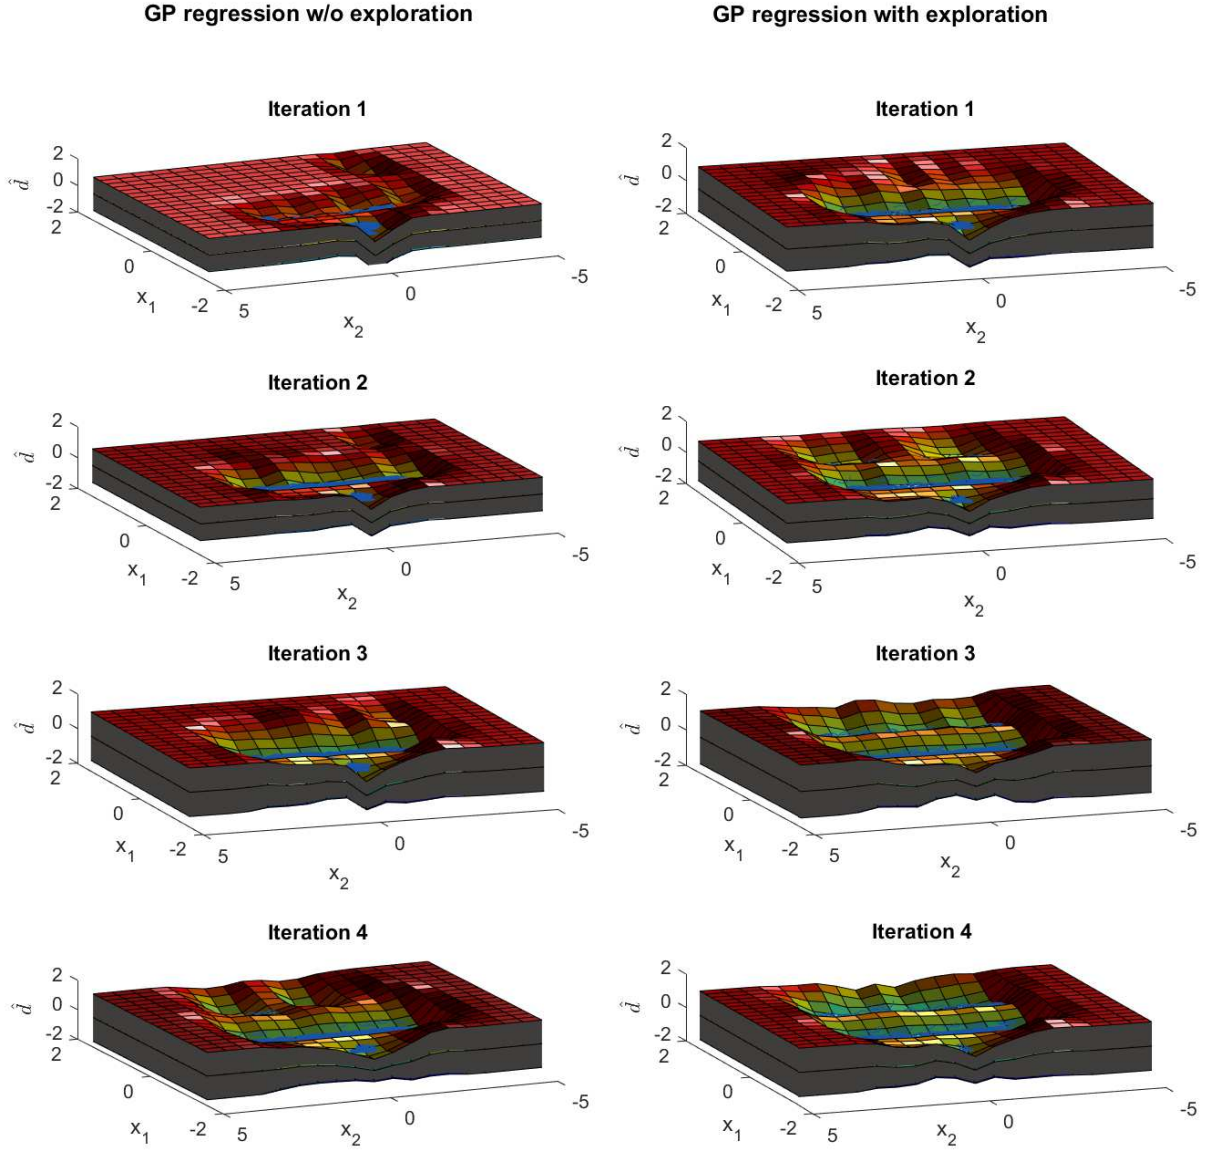 GP regression w/o exploration
GP regression with exploration
Iteration 1
2
0
-2
d̂
2
0
-2
x1
5
0
-5
x2
Iteration 1
2
0
-2
d̂
2
0
-2
x1
5
0
-5
x2
Iteration 2
2
0
-2
d̂
2
0
-2
x1
5
0
-5
x2
Iteration 2
2
0
-2
d̂
2
0
-2
x1
5
0
-5
x2
Iteration 3
2
0
-2
d̂
2
0
-2
x1
5
0
-5
x2
Iteration 3
2
0
-2
d̂
2
0
-2
x1
5
0
-5
x2
Iteration 4
2
0
-2
d̂
2
0
-2
x1
5
0
-5
x2
Iteration 4
2
0
-2
d̂
2
0
-2
x1
5
0
-5
x2